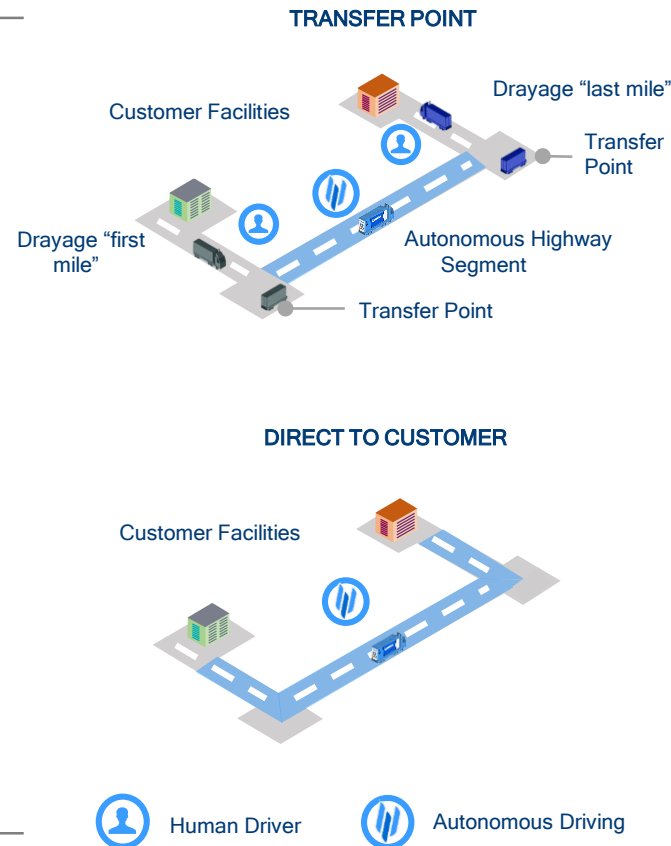 TRANSFER POINT
Drayage “last mile”
Customer Facilities
Transfer
Point
Drayage “first
mile”
Autonomous Highway
Segment
Transfer Point
DIRECT TO CUSTOMER
Customer Facilities
Human Driver
Autonomous Driving